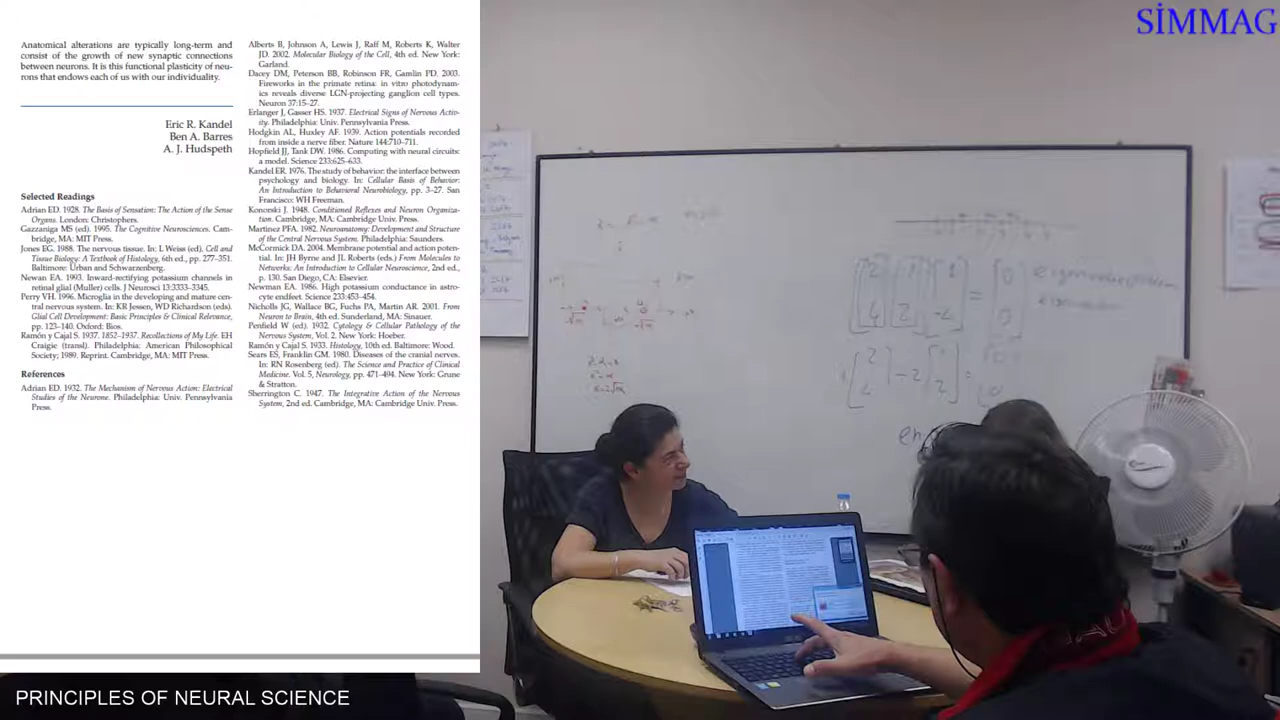 SİMMAG
Anatomical alterations are typically long-term and
consist of the growth of new synaptic connections
between neurons. It is this functional plasticity of neu-
rons that endows each of us with our individuality.
Eric R. Kandel
Ben A. Barres
A. J. Hudspeth
Selected Readings
Adrian ED. 1928. The Basis of Sensation: The Action of the Sense
Organs. London: Christophers.
Gazzaniga MS (ed). 1995. The Cognitive Neurosciences. Cam-
bridge, MA: MIT Press.
Jones EG. 1988. The nervous tissue. In: L Weiss (ed). Cell and
Tissue Biology: A Textbook of Histology, 6th ed., pp. 277–351.
Baltimore: Urban and Schwarzenberg.
Newan EA. 1993. Inward-rectifying potassium channels in
retinal glial (Muller) cells. J Neurosci 13:3333–3345.
Perry VH. 1996. Microglia in the developing and mature cen-
tral nervous system. In: KR Jessen, WD Richardson (eds).
Glial Cell Development: Basic Principles & Clinical Relevance,
pp. 123–140. Oxford: Bios.
Ramón y Cajal S. 1937. 1852–1937. Recollections of My Life. EH
Craigie (transl). Philadelphia: American Philosophical
Society; 1989. Reprint. Cambridge, MA: MIT Press.
References
Adrian ED. 1932. The Mechanism of Nervous Action: Electrical
Studies of the Neurone. Philadelphia: Univ. Pennsylvania
Press.
Alberts B, Johnson A, Lewis J, Raff M, Roberts K, Walter
JD. 2002. Molecular Biology of the Cell, 4th ed. New York:
Garland.
Dacey DM, Peterson BB, Robinson FR, Gamlin PD. 2003.
Fireworks in the primate retina: in vitro photodynam-
ics reveals diverse LGN-projecting ganglion cell types.
Neuron 37:15–27.
Erlanger J, Gasser HS. 1937. Electrical Signs of Nervous Activ-
ity. Philadelphia: Univ. Pennsylvania Press.
Hodgkin AL, Huxley AF. 1939. Action potentials recorded
from inside a nerve fiber. Nature 144:710–711.
Hopfield JJ, Tank DW. 1986. Computing with neural circuits:
a model. Science 233:625–633.
Kandel ER. 1976. The study of behavior: the interface between
psychology and biology. In: Cellular Basis of Behavior:
An Introduction to Behavioral Neurobiology, pp. 3–27. San
Francisco: WH Freeman.
Konorski J. 1948. Conditioned Reflexes and Neuron Organiza-
tion. Cambridge, MA: Cambridge Univ. Press.
Martinez PFA. 1982. Neuroanatomy: Development and Structure
of the Central Nervous System. Philadelphia: Saunders.
McCormick DA. 2004. Membrane potential and action poten-
tial. In: JH Byrne and JL Roberts (eds.) From Molecules to
Networks: An Introduction to Cellular Neuroscience, 2nd ed.,
p. 130. San Diego, CA: Elsevier.
Newman EA. 1986. High potassium conductance in astro-
cyte endfeet. Science 233:453–454.
Nicholls JG, Wallace BG, Fuchs PA, Martin AR. 2001. From
Neuron to Brain, 4th ed. Sunderland, MA: Sinauer.
Penfield W (ed). 1932. Cytology & Cellular Pathology of the
Nervous System, Vol. 2. New York: Hoeber.
Ramón y Cajal S. 1933. Histology, 10th ed. Baltimore: Wood.
Sears ES, Franklin GM. 1980. Diseases of the cranial nerves.
In: RN Rosenberg (ed). The Science and Practice of Clinical
Medicine. Vol. 5, Neurology, pp. 471–494. New York: Grune
& Stratton.
Sherrington C. 1947. The Integrative Action of the Nervous
System, 2nd ed. Cambridge, MA: Cambridge Univ. Press.
PRINCIPLES OF NEURAL SCIENCE